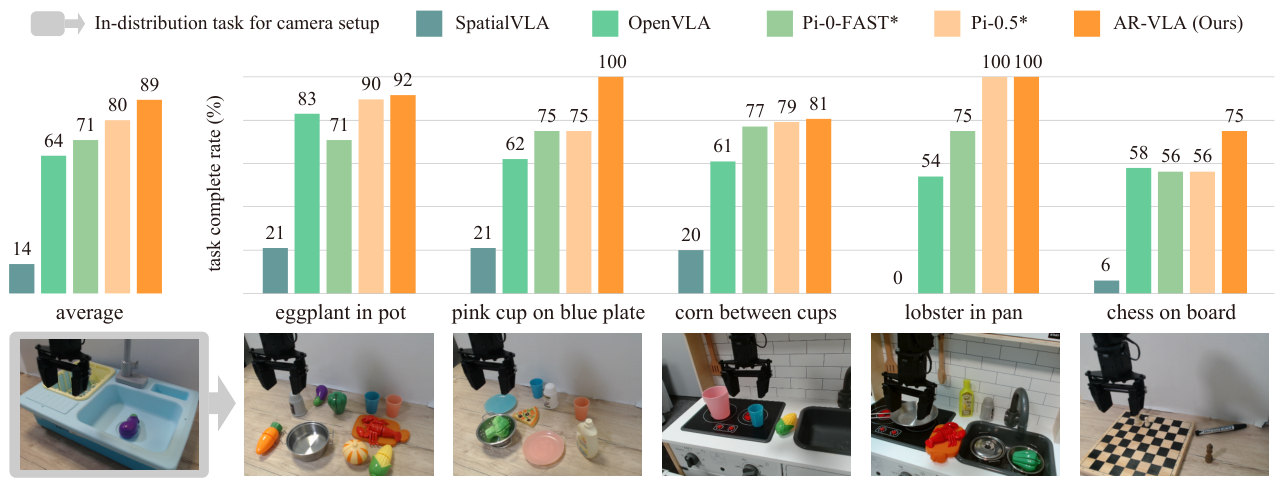 In-distribution task for camera setup SpatialVLA OpenVLA Pi-0-FAST* Pi-0.5* AR-VLA (Ours)
task complete rate (%)
14 64 71 80 89
21 83 71 90 92
21 62 75 75 100
20 61 77 79 81
0 54 75 100 100
6 58 56 56 75
average eggplant in pot pink cup on blue plate corn between cups lobster in pan chess on board